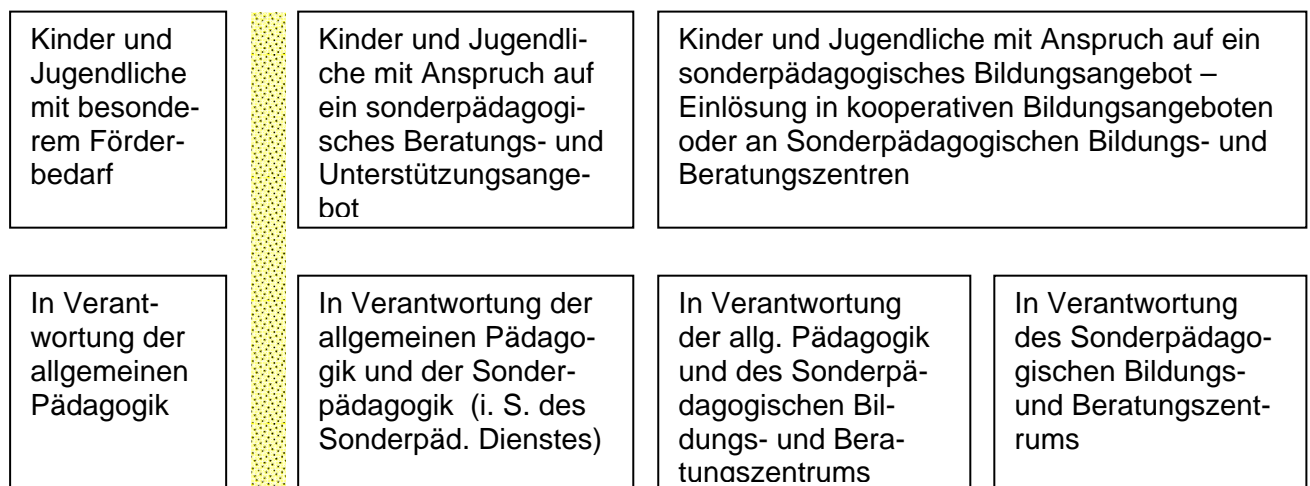 Kinder und
Jugendliche
mit besonde-
rem Förder-
bedarf
Kinder und Jugendli-
che mit Anspruch auf
ein sonderpädagogi-
sches Beratungs- und
Unterstützungsange-
bot
Kinder und Jugendliche mit Anspruch auf ein
sonderpädagogisches Bildungsangebot –
Einlösung in kooperativen Bildungsangeboten
oder an Sonderpädagogischen Bildungs- und
Beratungszentren
In Verant-
wortung der
allgemeinen
Pädagogik
In Verantwortung der
allgemeinen Pädago-
gik und der Sonder-
pädagogik (i. S. des
Sonderpäd. Dienstes)
In Verantwortung
der allg. Pädagogik
und des Sonderpä-
dagogischen Bil-
dungs- und Bera-
tungszentrums
In Verantwortung
des Sonderpädago-
gischen Bildungs-
und Beratungszent-
rums